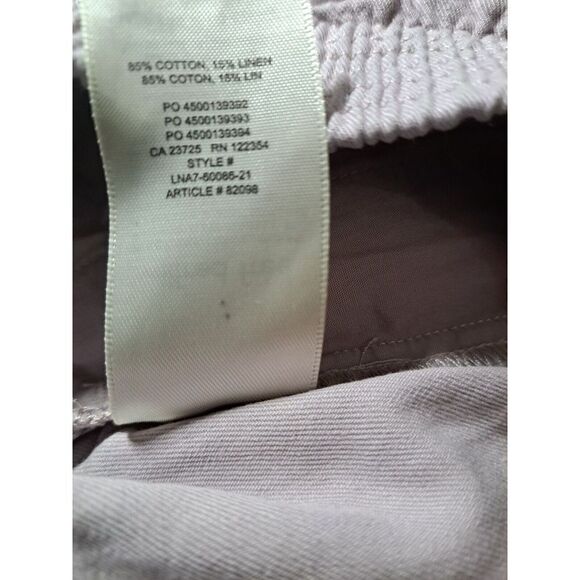 85% COTTON, 15% LINEN
85% COTON, 15% LIN
PO 4500139392
PO 4500139393
PO 4500139394
CA 23725 RN 122354
STYLE #
LNA7-60086-21
ARTICLE # 82098